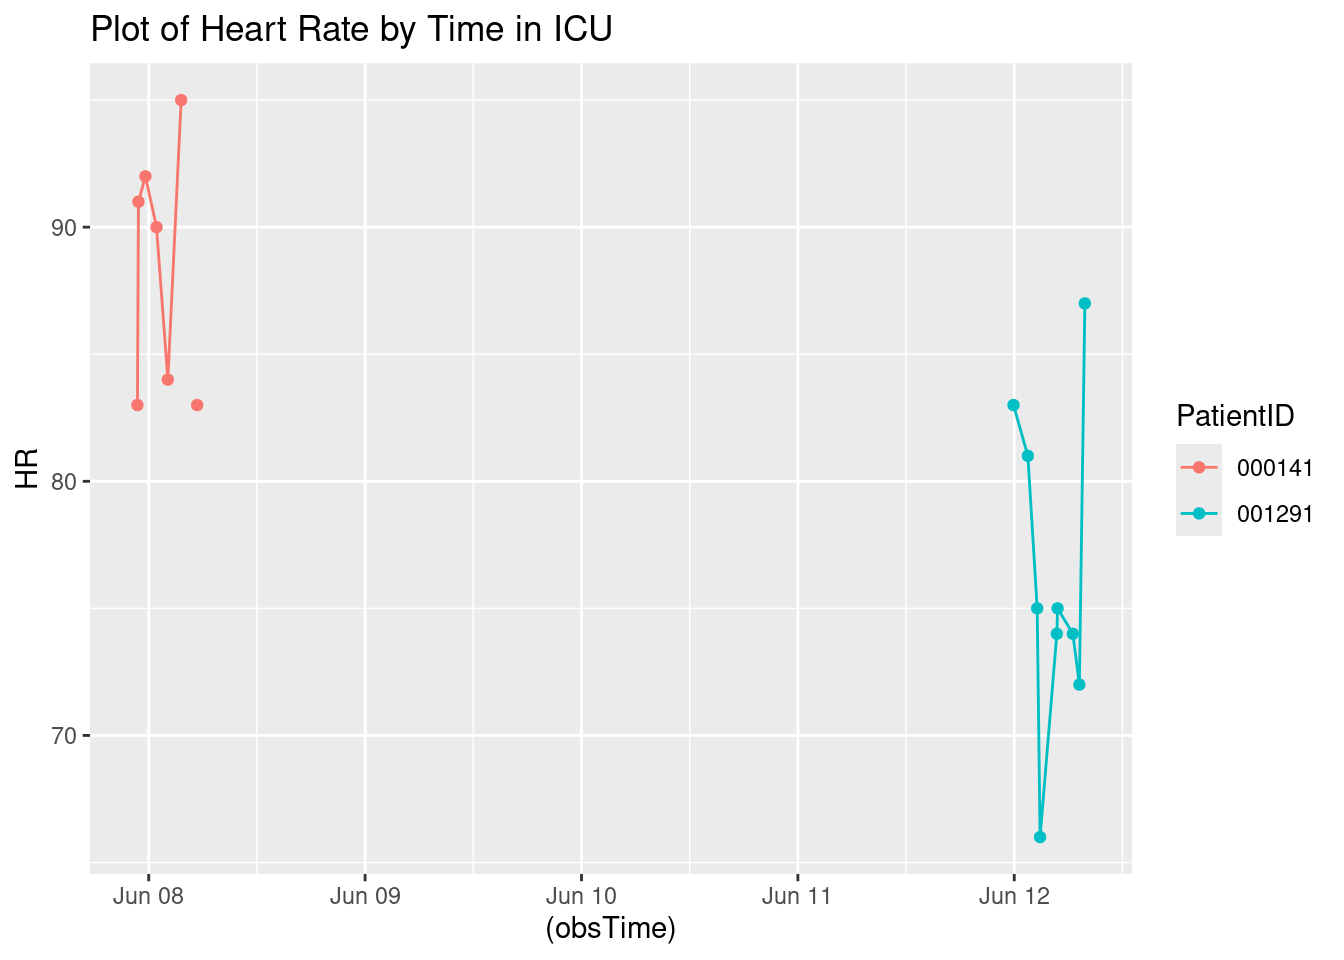 Plot of Heart Rate by Time in ICU
90
80
70
HR
Jun 08 Jun 09 Jun 10 Jun 11 Jun 12
(obsTime)
PatientID
000141
001291